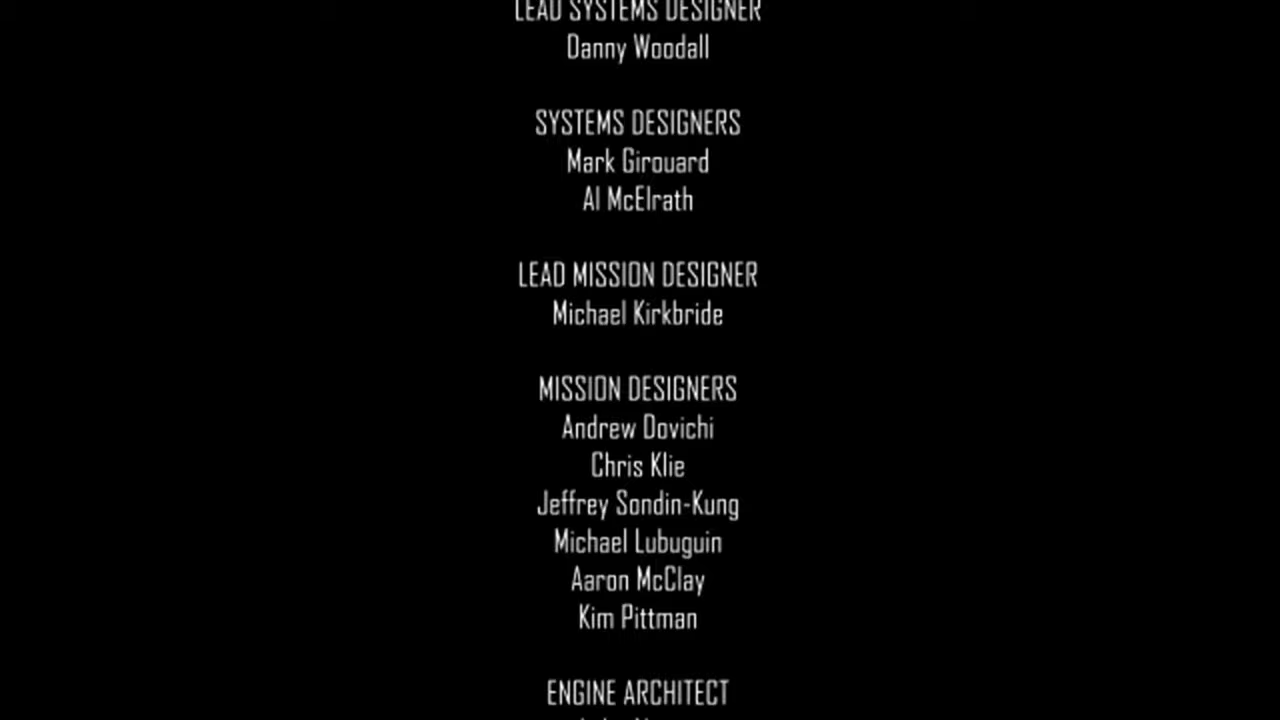 LEAD SYSTEMS DESIGNER
Danny Woodall
SYSTEMS DESIGNERS
Mark Girouard
Al McElrath
LEAD MISSION DESIGNER
Michael Kirkbride
MISSION DESIGNERS
Andrew Dovichi
Chris Klie
Jeffrey Sondin-Kung
Michael Lubuguin
Aaron McClay
Kim Pittman
ENGINE ARCHITECT